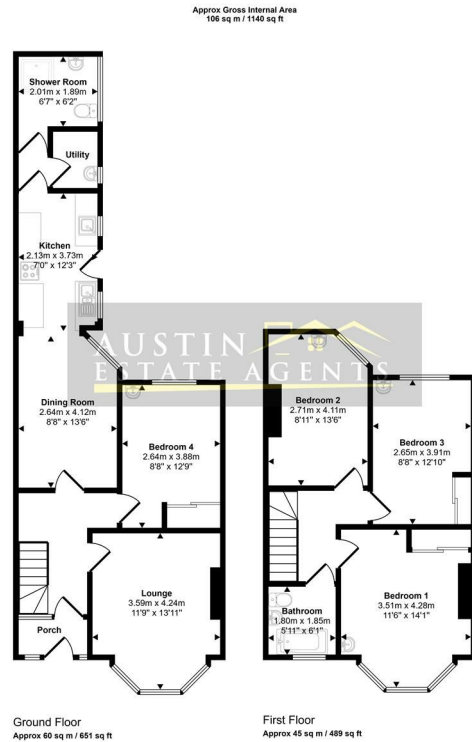 Approx Gross Internal Area
106 sq m / 1140 sq ft
Shower Room
2.01m x 1.89m
6'7" x 6'2"
Utility
Kitchen
2.13m x 3.73m
7'0" x 12'3"
AUSTIN
ESTATE AGENTS
Dining Room
2.64m x 4.12m
8'8" x 13'6"
Bedroom 4
2.64m x 3.88m
8'8" x 12'9"
Lounge
3.59m x 4.24m
11'9" x 13'11"
Porch
Bedroom 2
2.71m x 4.11m
8'11" x 13'6"
Bedroom 3
2.65m x 3.91m
8'8" x 12'10"
Bathroom
1.80m x 1.85m
5'11" x 6'1"
Bedroom 1
3.51m x 4.28m
11'6" x 14'1"
Ground Floor
Approx 60 sq m / 651 sq ft
First Floor
Approx 45 sq m / 489 sq ft